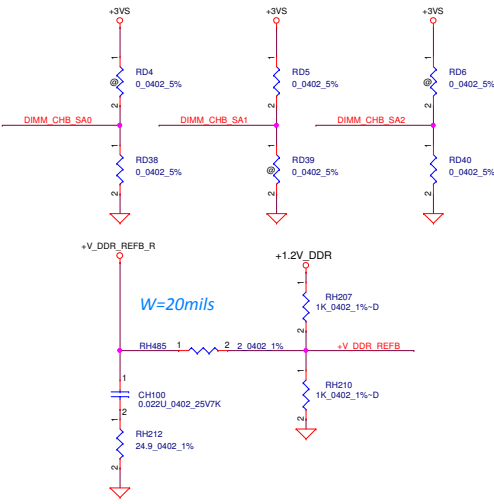 +3VS
+3VS
+3VS
1
1
1
RD4
RD5
RD6
@
0_0402_5%
0_0402_5%
@
0_0402_5%
2
2
2
DIMM_CHB_SA0
DIMM_CHB_SA1
DIMM_CHB_SA2
1
1
1
RD38
RD39
RD40
0_0402_5%
@
0_0402_5%
0_0402_5%
2
2
2
+V_DDR_REFB_R
+1.2V_DDR
W=20mils
1
RH207
1K_0402_1%~D
2
RH485
1
2
2_0402_1%
+V_DDR_REFB
1
CH100
0.022U_0402_25V7K
2
1
RH210
1K_0402_1%~D
2
1
RH212
24.9_0402_1%
2